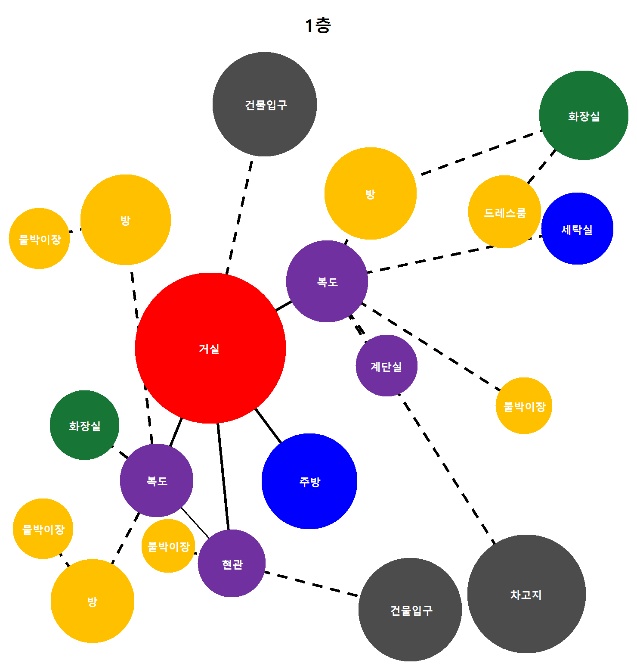 1층
건물입구
화장실
방
방
드레스룸
붙박이장
세탁실
복도
거실
계단실
붙박이장
화장실
복도
주방
붙박이장
붙박이장
현관
방
건물입구
차고지